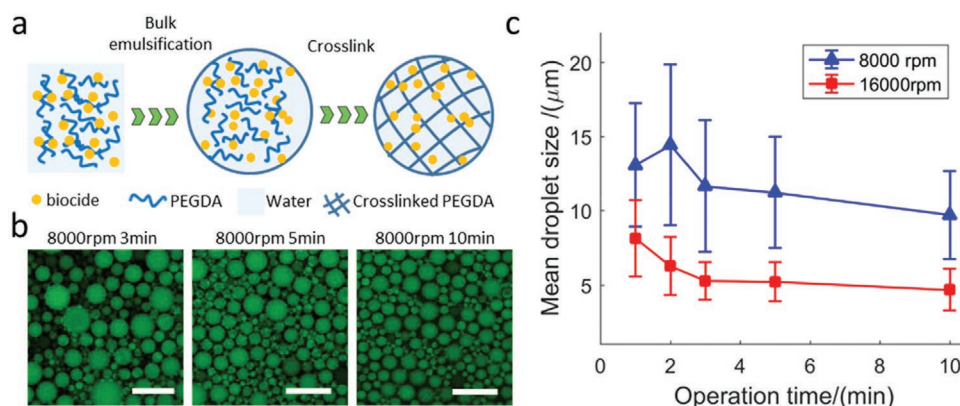 a
Bulk
emulsification
Crosslink
biocide
PEGDA
Water
Crosslinked PEGDA
b
8000rpm 3min
8000rpm 5min
8000rpm 10min
c
8000 rpm
16000rpm
Mean droplet size /(μm)
20
15
10
5
0
2
4
6
8
10
Operation time/(min)